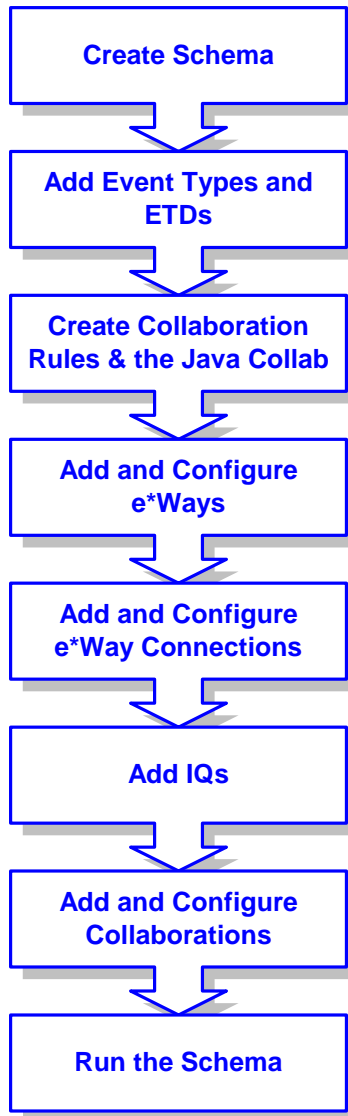 Create Schema
Add Event Types and
ETDs
Create Collaboration
Rules & the Java Collab
Add and Configure
e*Ways
Add and Configure
e*Way Connections
Add IQs
Add and Configure
Collaborations
Run the Schema